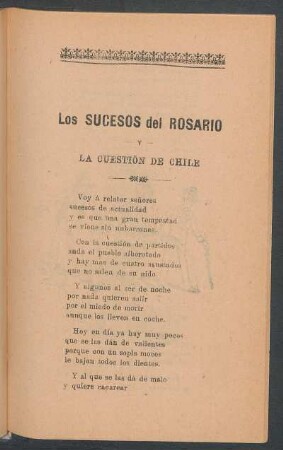 Los SUCESOS del ROSARIO
Y
LA CUESTIÓN DE CHILE
Voy á relatar señores
sucesos de actualidad
y es que una gran tempestad
se viene sin
Con la cuestión de partidos
anda el pueblo alborotado
y hay mas de cuatro asustados
que no salen de su nido
Y algunos al ser de noche
por nada quieren salir
por el miedo de morir
aunque los lleven en coche.
Hoy en día ya hay muy pocos
que se las dán de valientes
porque con un sopla mocos
le bajan todos los dientes.
Y al que se las dá de malo
y quiere cacarear